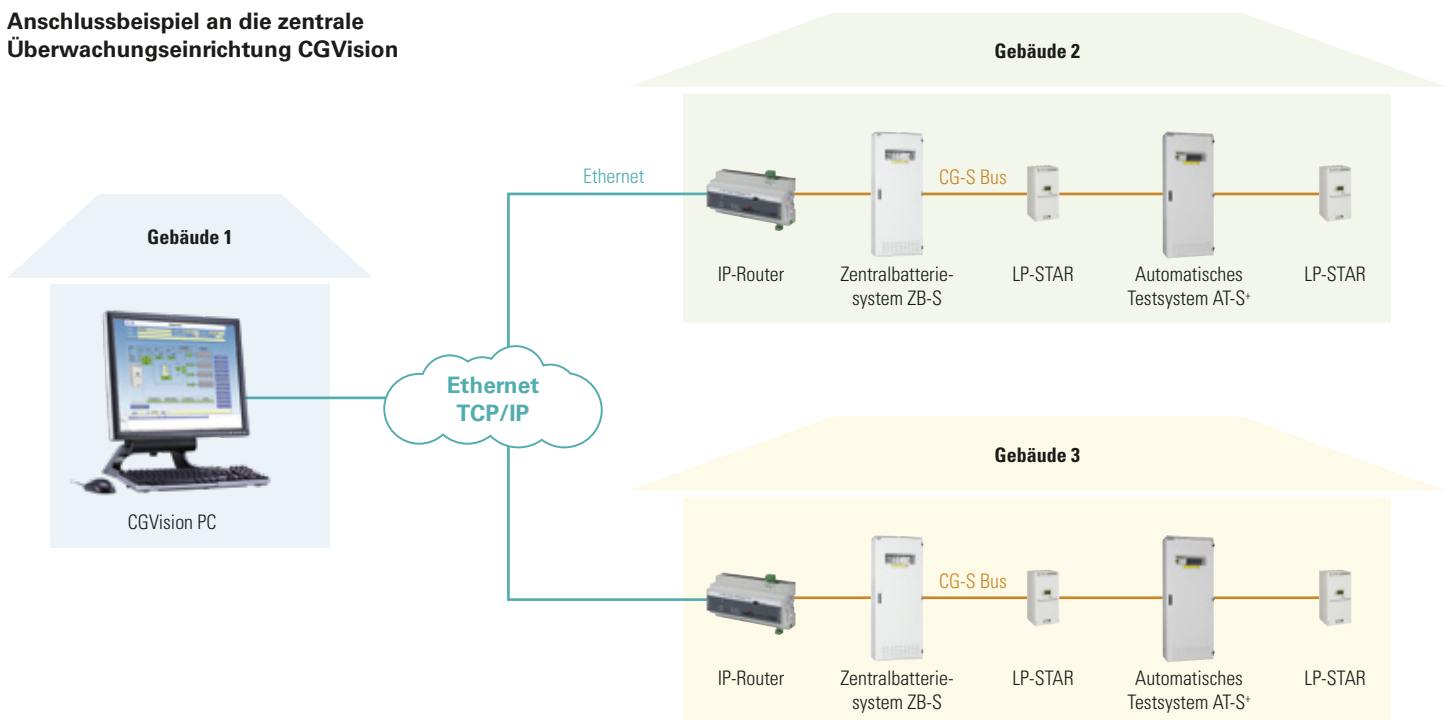 Anschlussbeispiel an die zentrale
Überwachungseinrichtung CGVision
Gebäude 2
Ethernet
CG-S Bus
IP-Router
Zentralbatterie-
system ZB-S
LP-STAR
Automatisches
Testsystem AT-S⁺
LP-STAR
Gebäude 1
CGVision PC
Ethernet
TCP/IP
Gebäude 3
CG-S Bus
IP-Router
Zentralbatterie-
system ZB-S
LP-STAR
Automatisches
Testsystem AT-S⁺
LP-STAR